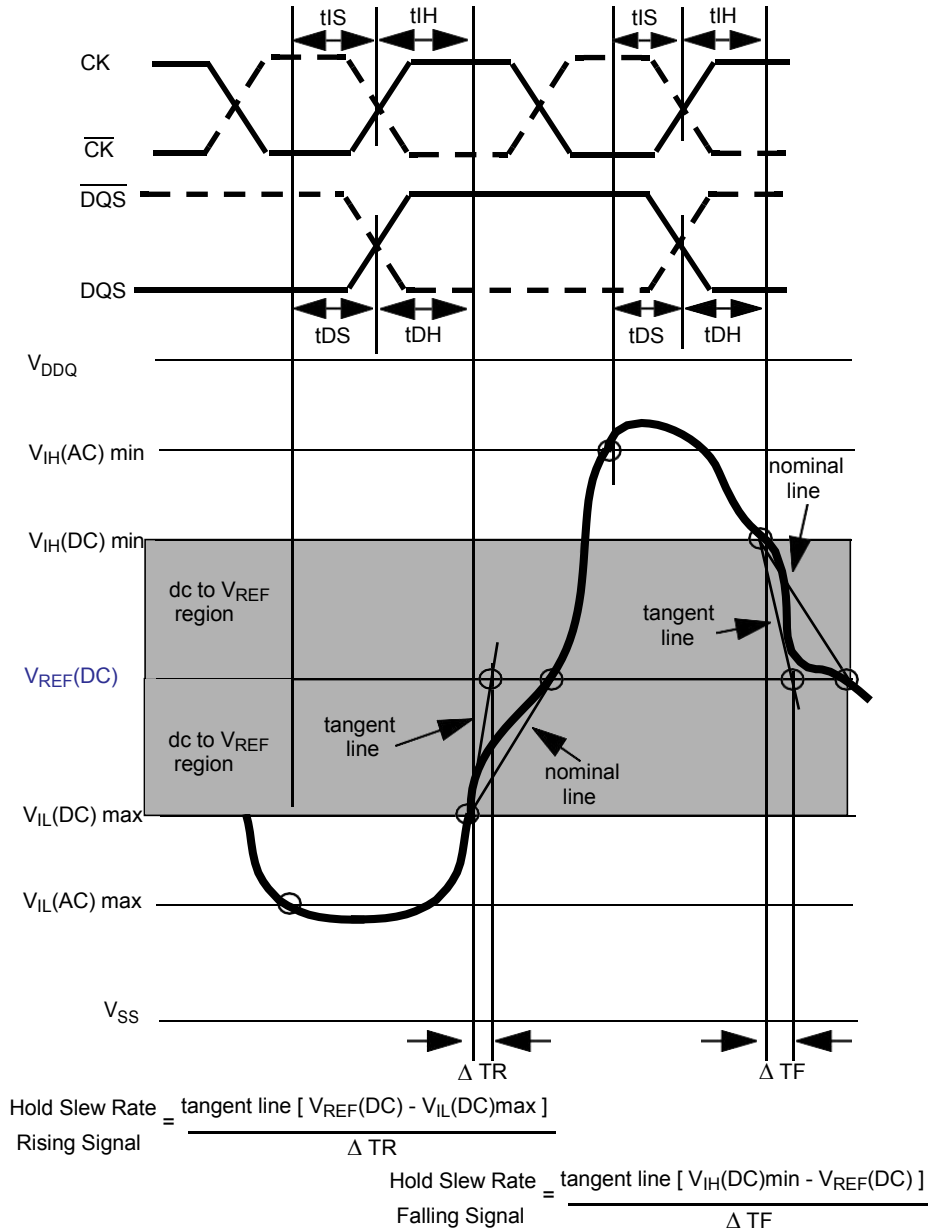 tIS tIH tIS tIH
CK
C̅K̅
D̅Q̅S̅
DQS
tDS tDH tDS tDH
VDDQ
VIH(AC) min
nominal
line
VIH(DC) min
dc to VREF
region
tangent
line
VREF(DC)
tangent
line
dc to VREF
region
nominal
line
VIL(DC) max
VIL(AC) max
VSS
Δ TR Δ TF
Hold Slew Rate
Rising Signal
= tangent line [ VREF(DC) - VIL(DC)max ]
Δ TR
Hold Slew Rate
Falling Signal
= tangent line [ VIH(DC)min - VREF(DC) ]
Δ TF